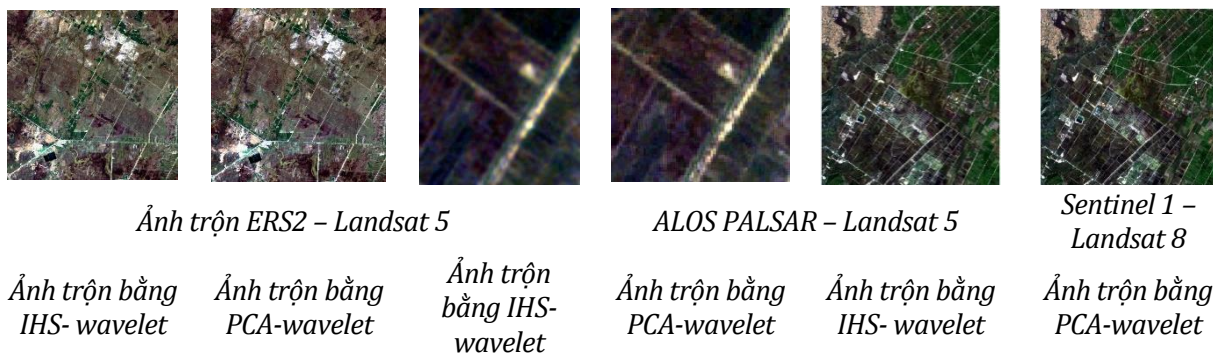 Ảnh trộn ERS2 – Landsat 5
ALOS PALSAR – Landsat 5
Sentinel 1 –
Landsat 8
Ảnh trộn bằng
IHS- wavelet
Ảnh trộn bằng
PCA-wavelet
Ảnh trộn
bằng IHS-
wavelet
Ảnh trộn bằng
PCA-wavelet
Ảnh trộn bằng
IHS- wavelet
Ảnh trộn bằng
PCA-wavelet